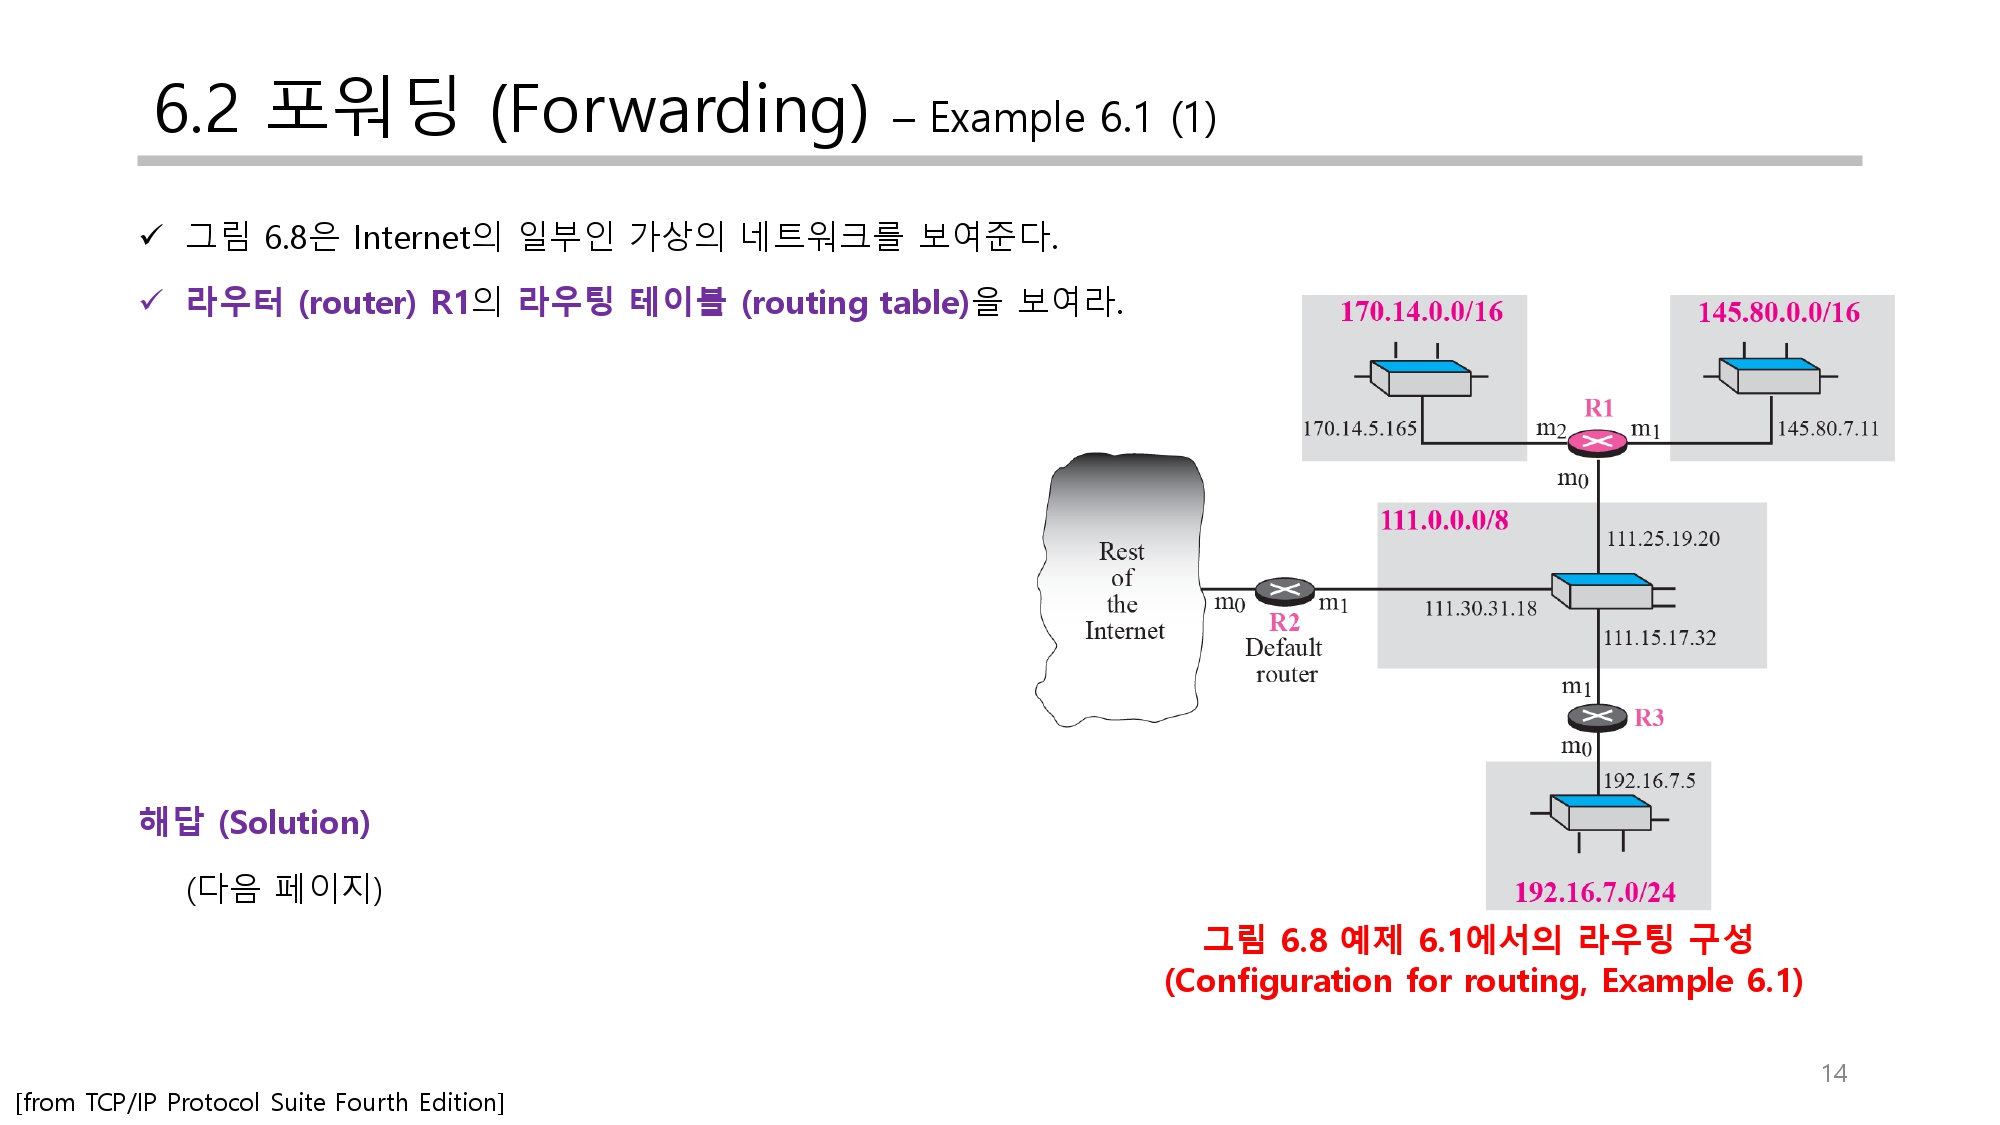 6.2 포워딩 (Forwarding) – Example 6.1 (1)
✓ 그림 6.8은 Internet의 일부인 가상의 네트워크를 보여준다.
✓ 라우터 (router) R1의 라우팅 테이블 (routing table)을 보여라.
170.14.0.0/16
145.80.0.0/16
R1
170.14.5.165
m2
m1
145.80.7.11
m0
111.0.0.0/8
111.25.19.20
Rest
of
the
Internet
m0
m1
R2
Default
router
111.30.31.18
111.15.17.32
m1
R3
m0
192.16.7.5
192.16.7.0/24
해답 (Solution)
(다음 페이지)
그림 6.8 예제 6.1에서의 라우팅 구성
(Configuration for routing, Example 6.1)
14
[from TCP/IP Protocol Suite Fourth Edition]